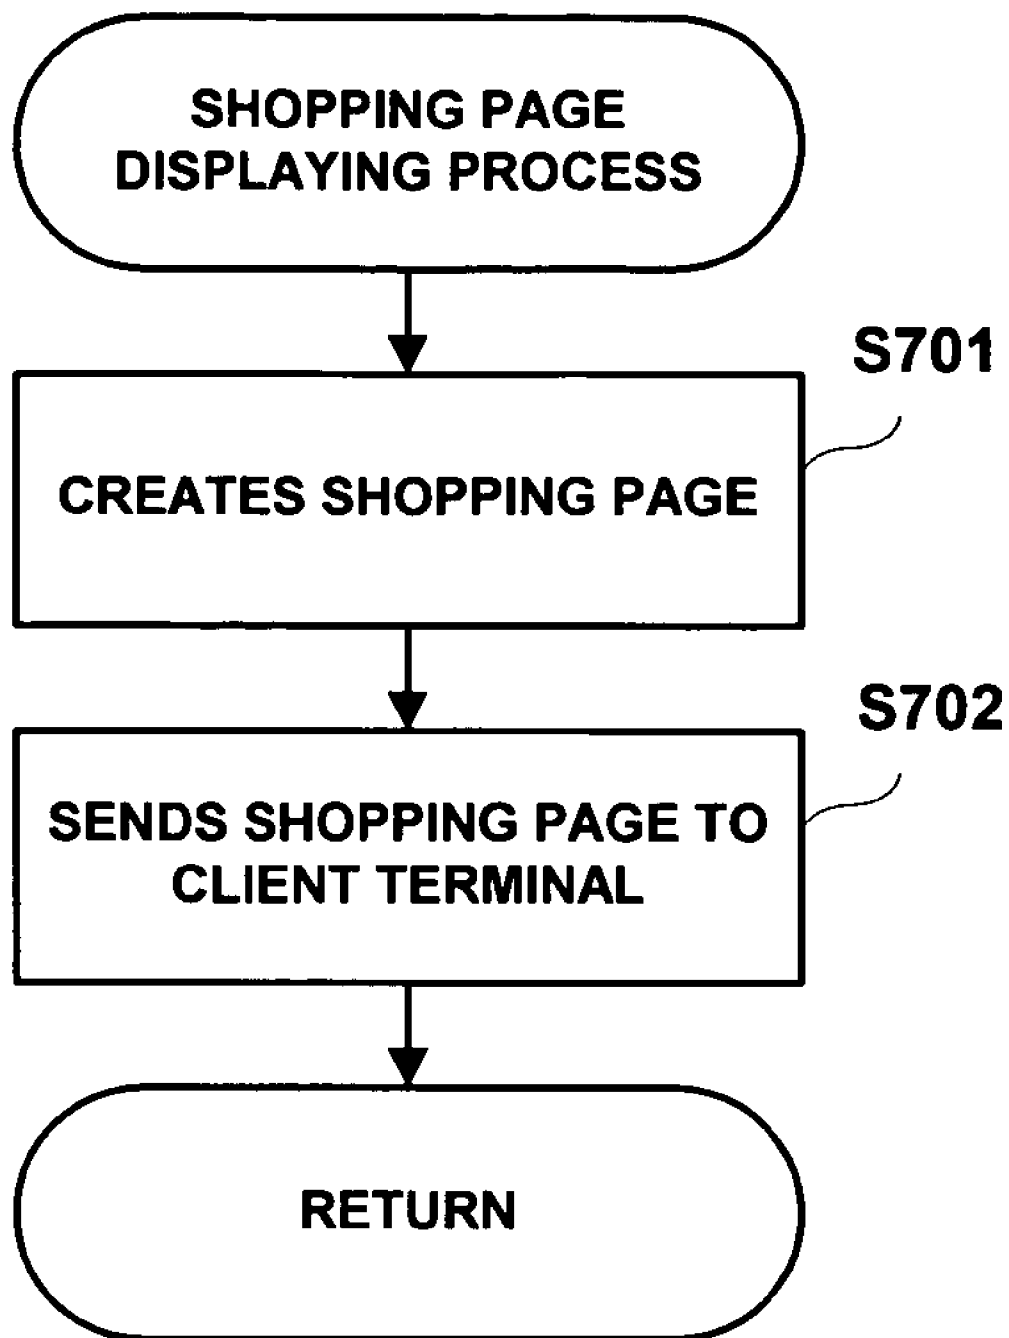 SHOPPING PAGE
DISPLAYING PROCESS
S701
CREATES SHOPPING PAGE
S702
SENDS SHOPPING PAGE TO
CLIENT TERMINAL
RETURN